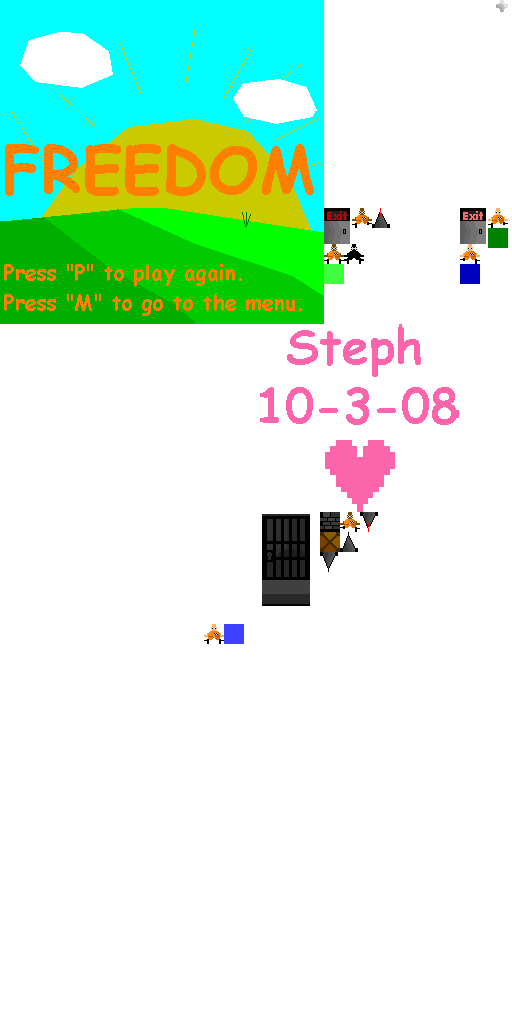 FREEDOM
Press "P" to play again.
Press "M" to go to the menu.
Exit
Exit
Steph
10-3-08